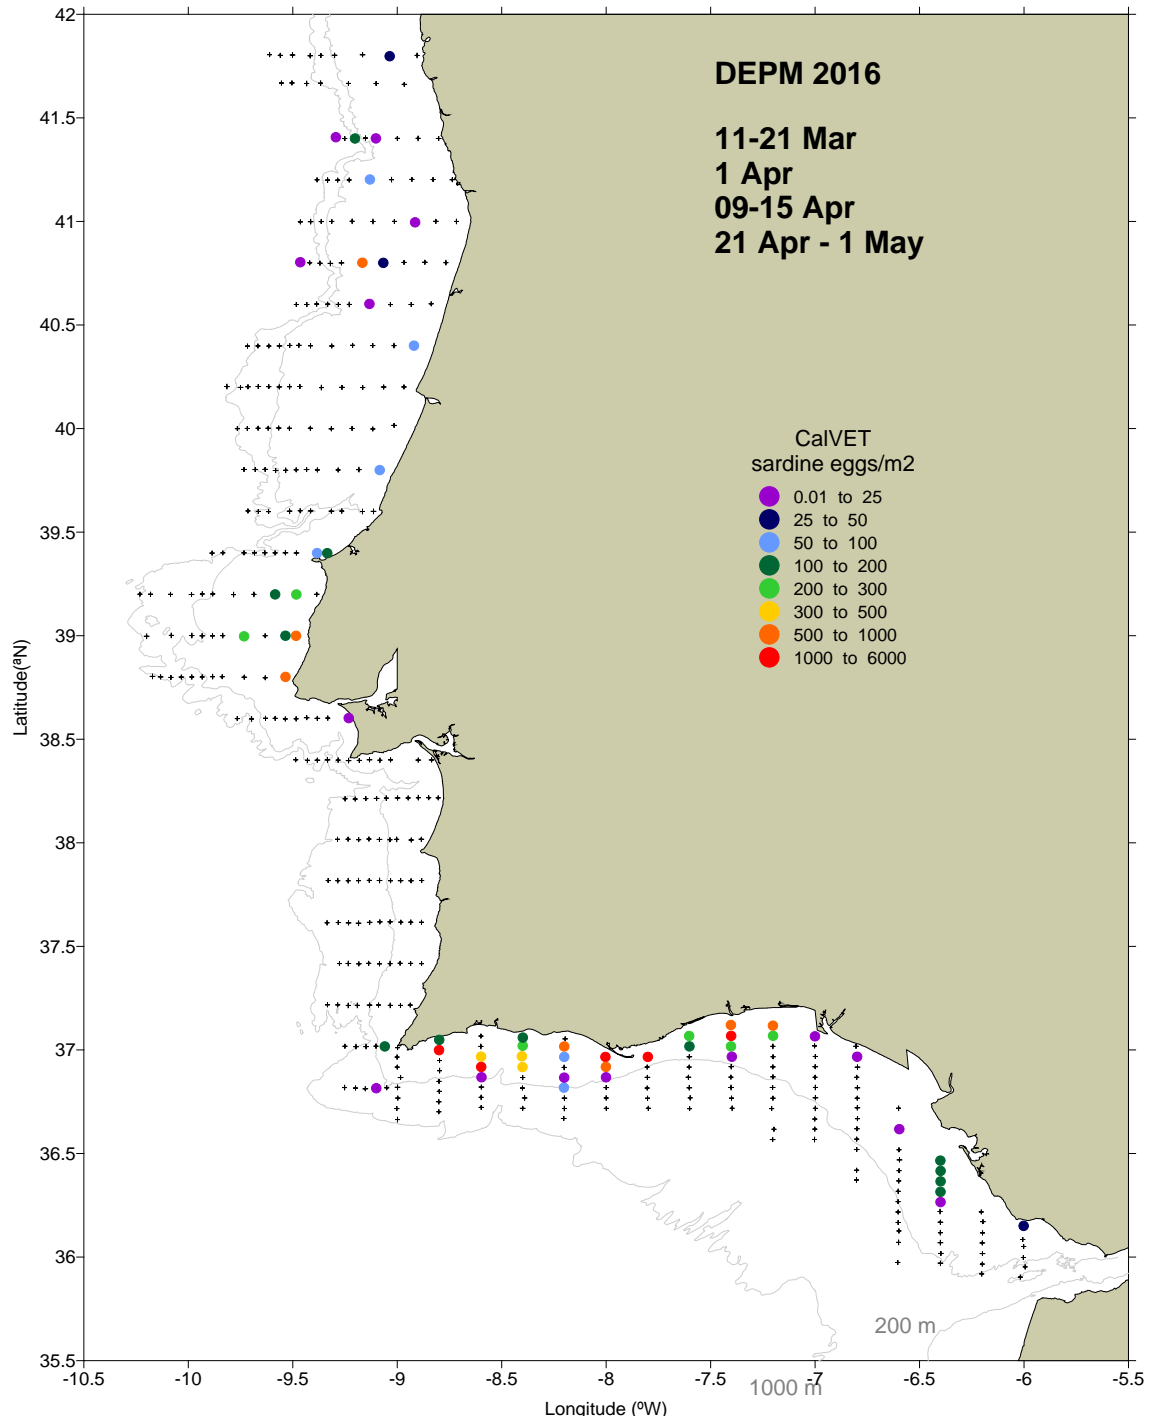 42
41.5
41
40.5
40
39.5
39
38.5
38
37.5
37
36.5
36
35.5
Latitude(ªN)
DEPM 2016
11-21 Mar
1 Apr
09-15 Apr
21 Apr - 1 May
CalVET
sardine eggs/m2
0.01 to 25
25 to 50
50 to 100
100 to 200
200 to 300
300 to 500
500 to 1000
1000 to 6000
200 m
1000 m
-10.5 -10 -9.5 -9 -8.5 -8 -7.5 -7 -6.5 -6 -5.5
Longitude (ºW)